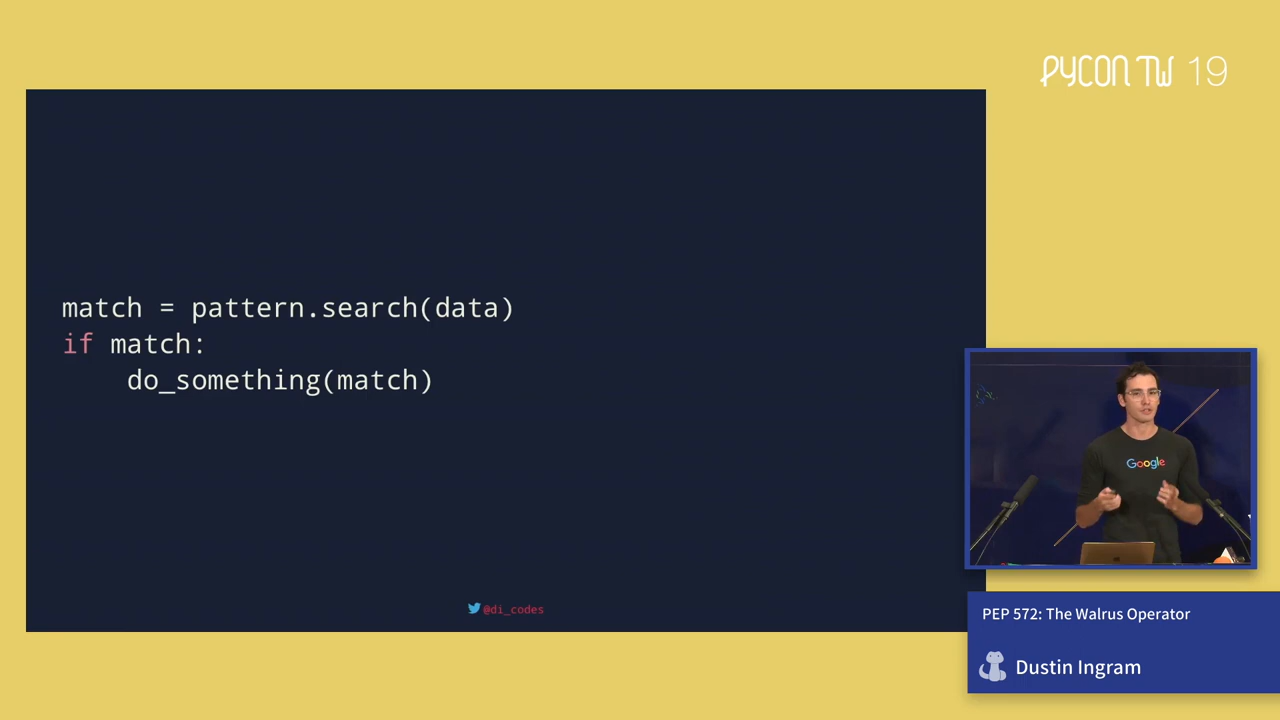 PYCON TW 19
match = pattern.search(data)
if match:
    do_something(match)
@di_codes
Google
PEP 572: The Walrus Operator
Dustin Ingram